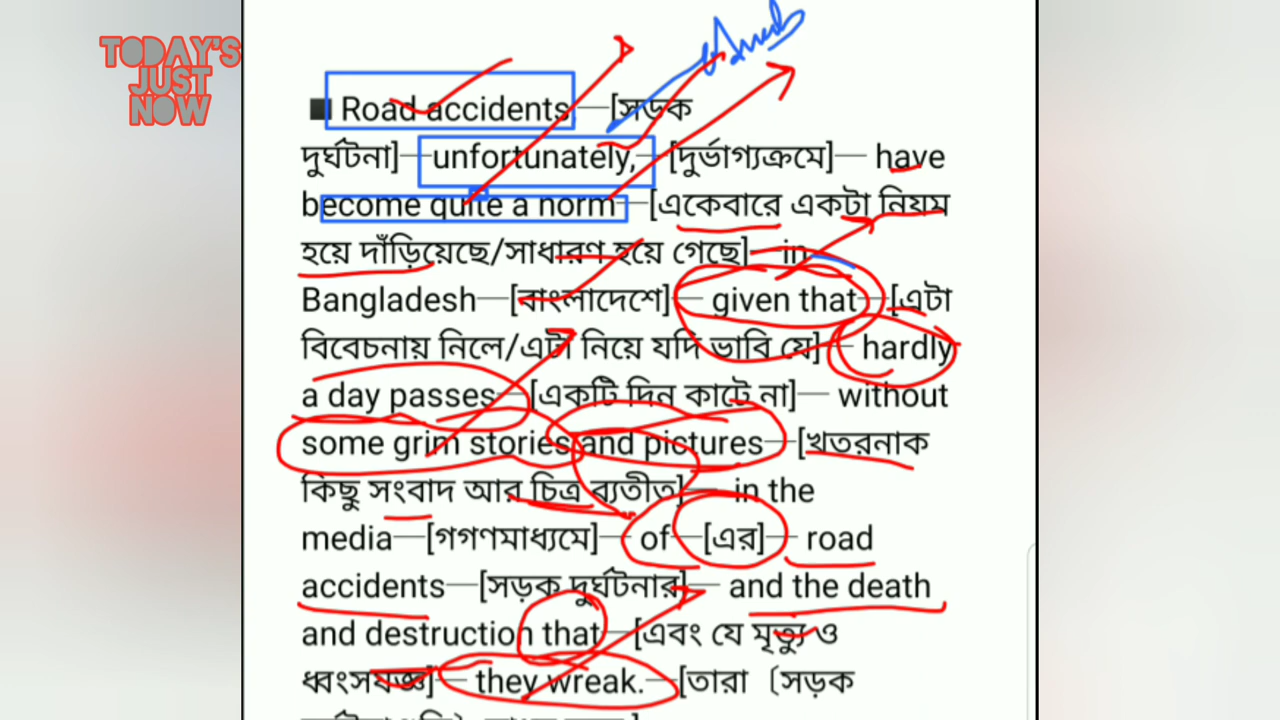 TODAY'S
JUST
NOW
■ Road accidents —[সড়ক
দুর্ঘটনা]—unfortunately,—[দুর্ভাগ্যক্রমে]— have
become quite a norm—[একেবারে একটা নিয়ম
হয়ে দাঁড়িয়েছে/সাধারণ হয়ে গেছে]— in
Bangladesh—[বাংলাদেশে]— given that—[এটা
বিবেচনায় নিলে/এটা নিয়ে যদি ভাবি যে]— hardly
a day passes—[একটি দিন কাটে না]— without
some grim stories and pictures—[খতরনাক
কিছু সংবাদ আর চিত্র ব্যতীত]— in the
media—[গগণমাধ্যমে]— of—[এর]— road
accidents—[সড়ক দুর্ঘটনার]— and the death
and destruction that—[এবং যে মৃত্যু ও
ধ্বংসযজ্ঞ]— they wreak.—[তারা (সড়ক